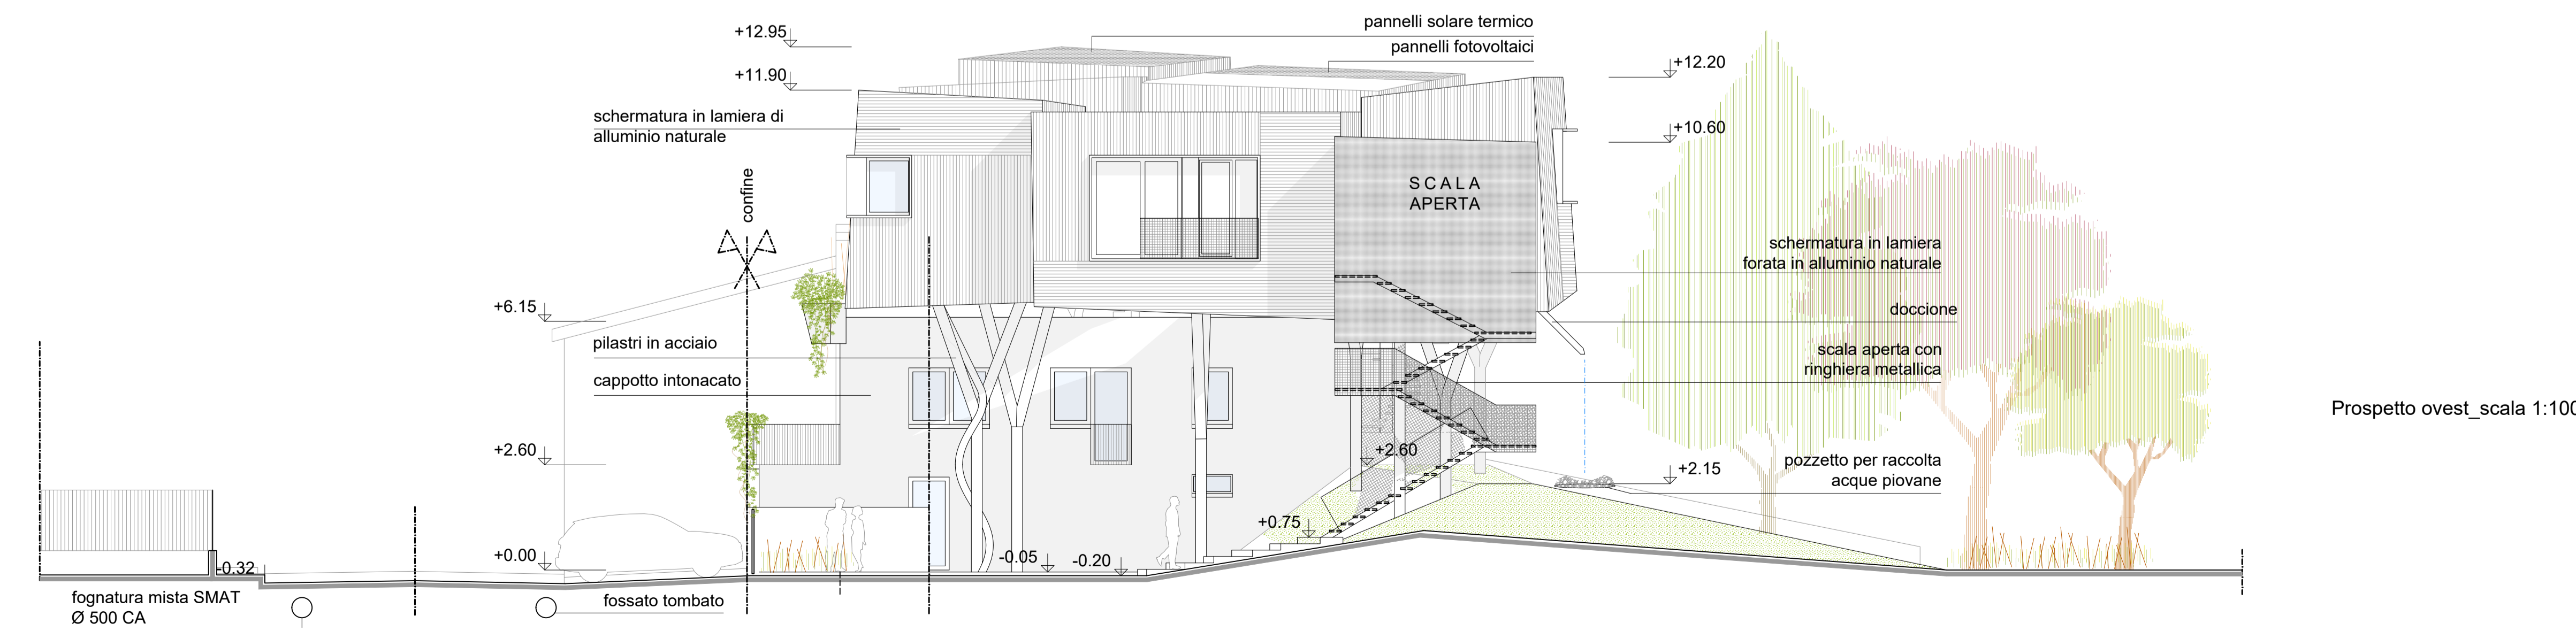 pannelli solare termico
pannelli fotovoltaici
+12.95
+11.90
+12.20
schermatura in lamiera di
alluminio naturale
+10.60
confine
SCALA
APERTA
schermatura in lamiera
forata in alluminio naturale
+6.15
doccione
pilastri in acciaio
scala aperta con
ringhiera metallica
cappotto intonacato
Prospetto ovest_scala 1:100
+2.60
+2.60
pozzetto per raccolta
acque piovane
+2.15
+0.75
+0.00
-0.05
-0.20
-0.32
fognatura mista SMAT
Ø 500 CA
fossato tombato